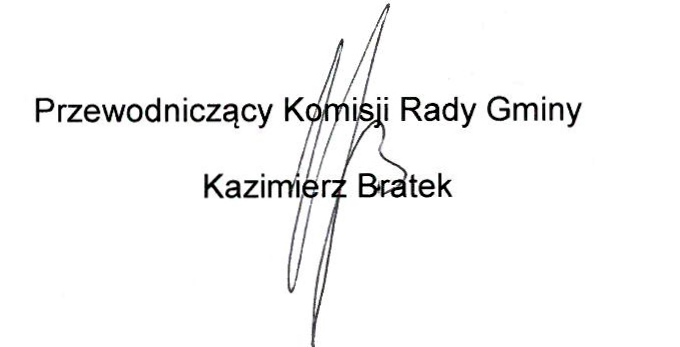 Przewodniczący Komisji Rady Gminy
Kazimierz Bratek